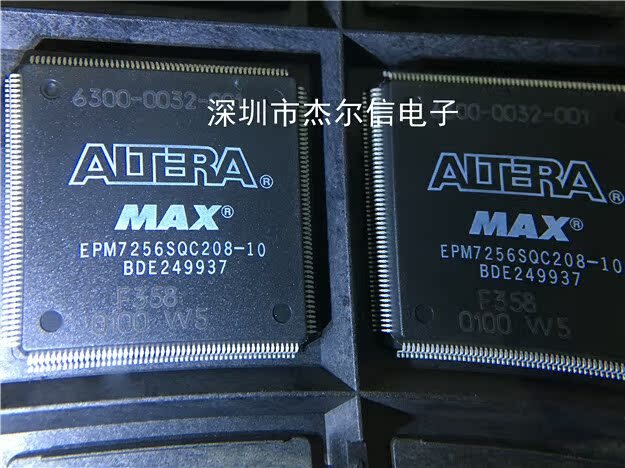 6300-0032-
深圳市杰尔信电子
ALTERA®
MAX®
EPM7256SQC208-10
BDE249937
F358
0100 W5
00-0032-001
ALTERA®
MAX®
EPM7256SQC208-10
BDE249937
F358
0100 W5